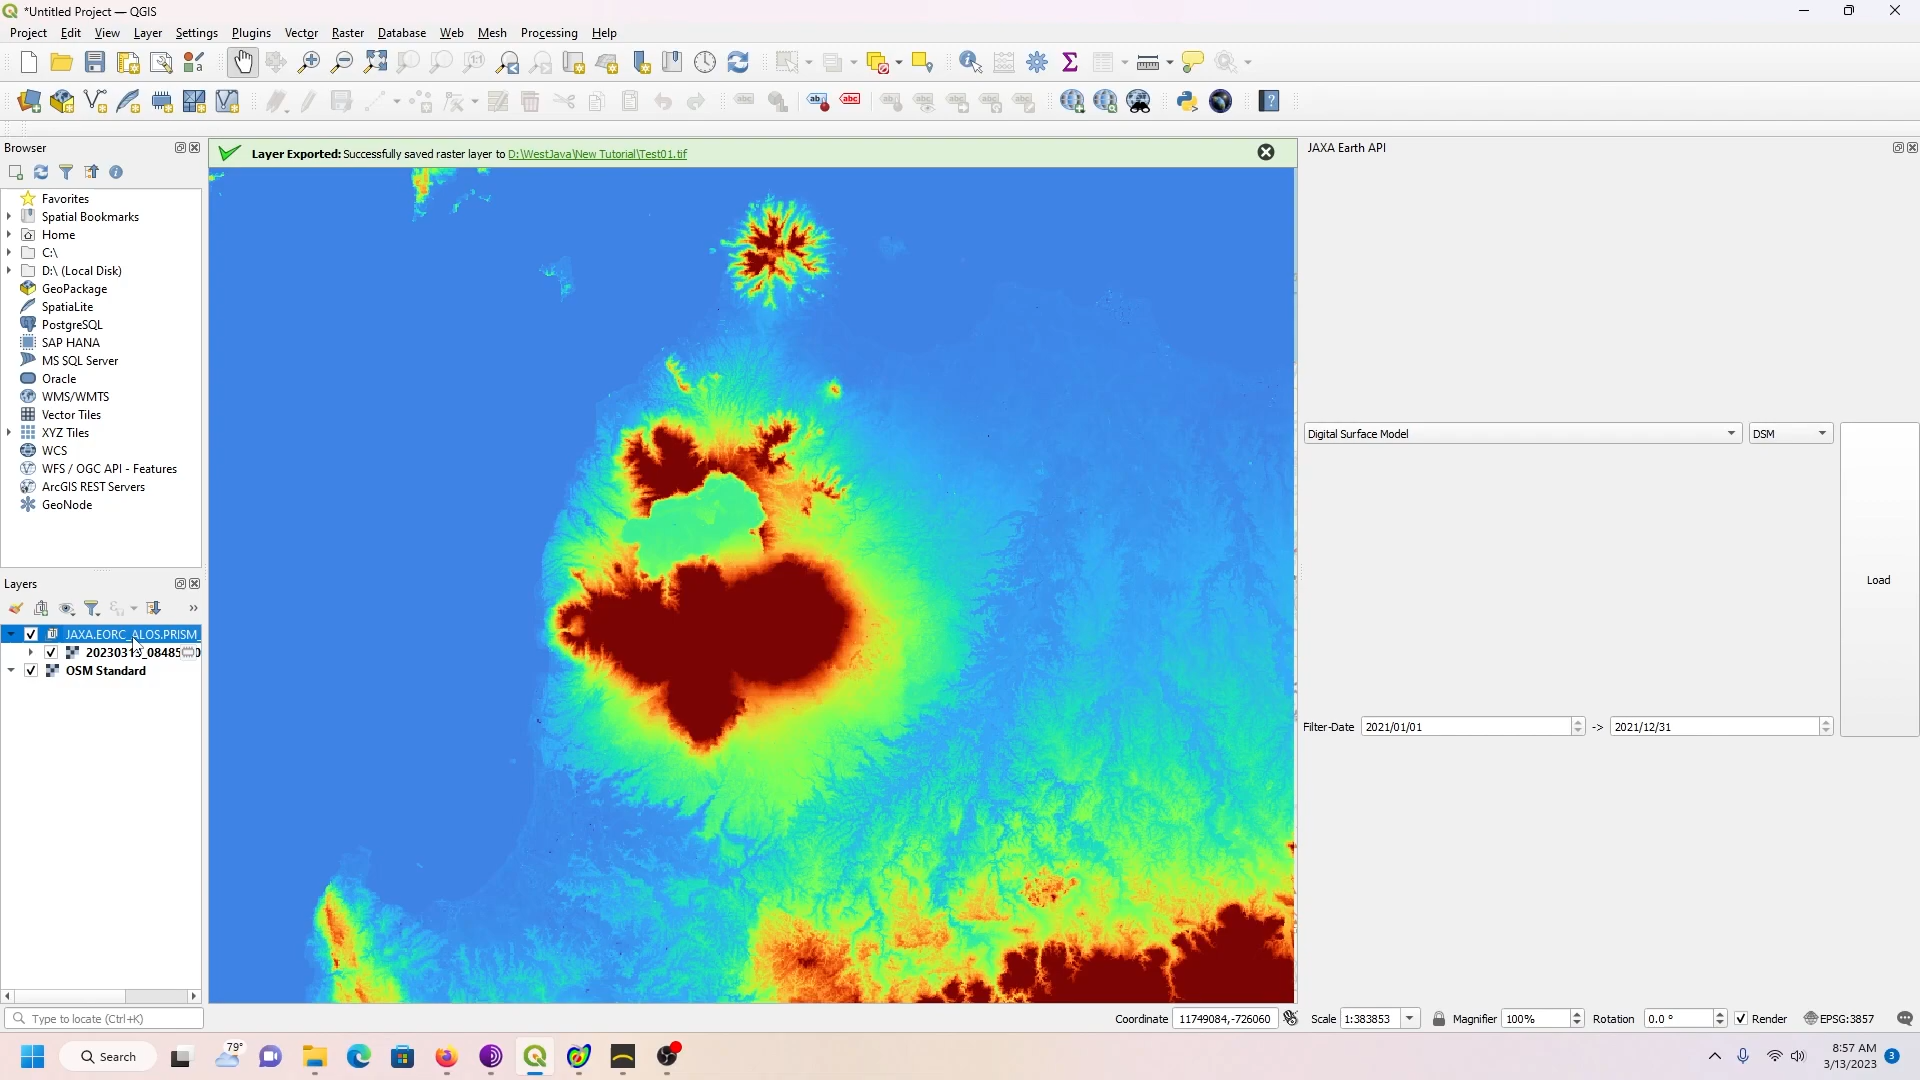 *Untitled Project — QGIS
Project Edit View Layer Settings Plugins Vector Raster Database Web Mesh Processing Help
Browser
Layer Exported: Successfully saved raster layer to D:\WestJava\New Tutorial\Test01.tif
JAXA Earth API
Favorites
Spatial Bookmarks
Home
C:\
D:\ (Local Disk)
GeoPackage
SpatiaLite
PostgreSQL
SAP HANA
MS SQL Server
Oracle
WMS/WMTS
Vector Tiles
XYZ Tiles
WCS
WFS / OGC API - Features
ArcGIS REST Servers
GeoNode
Digital Surface Model
DSM
Load
Filter-Date 2021/01/01 -> 2021/12/31
Layers
JAXA.EORC_ALOS.PRISM_
OSM Standard
Type to locate (Ctrl+K)
Coordinate 11749084,-726060 Scale 1:383853 Magnifier 100% Rotation 0.0 ° Render EPSG:3857
79°
Search
8:57 AM
3/13/2023
3